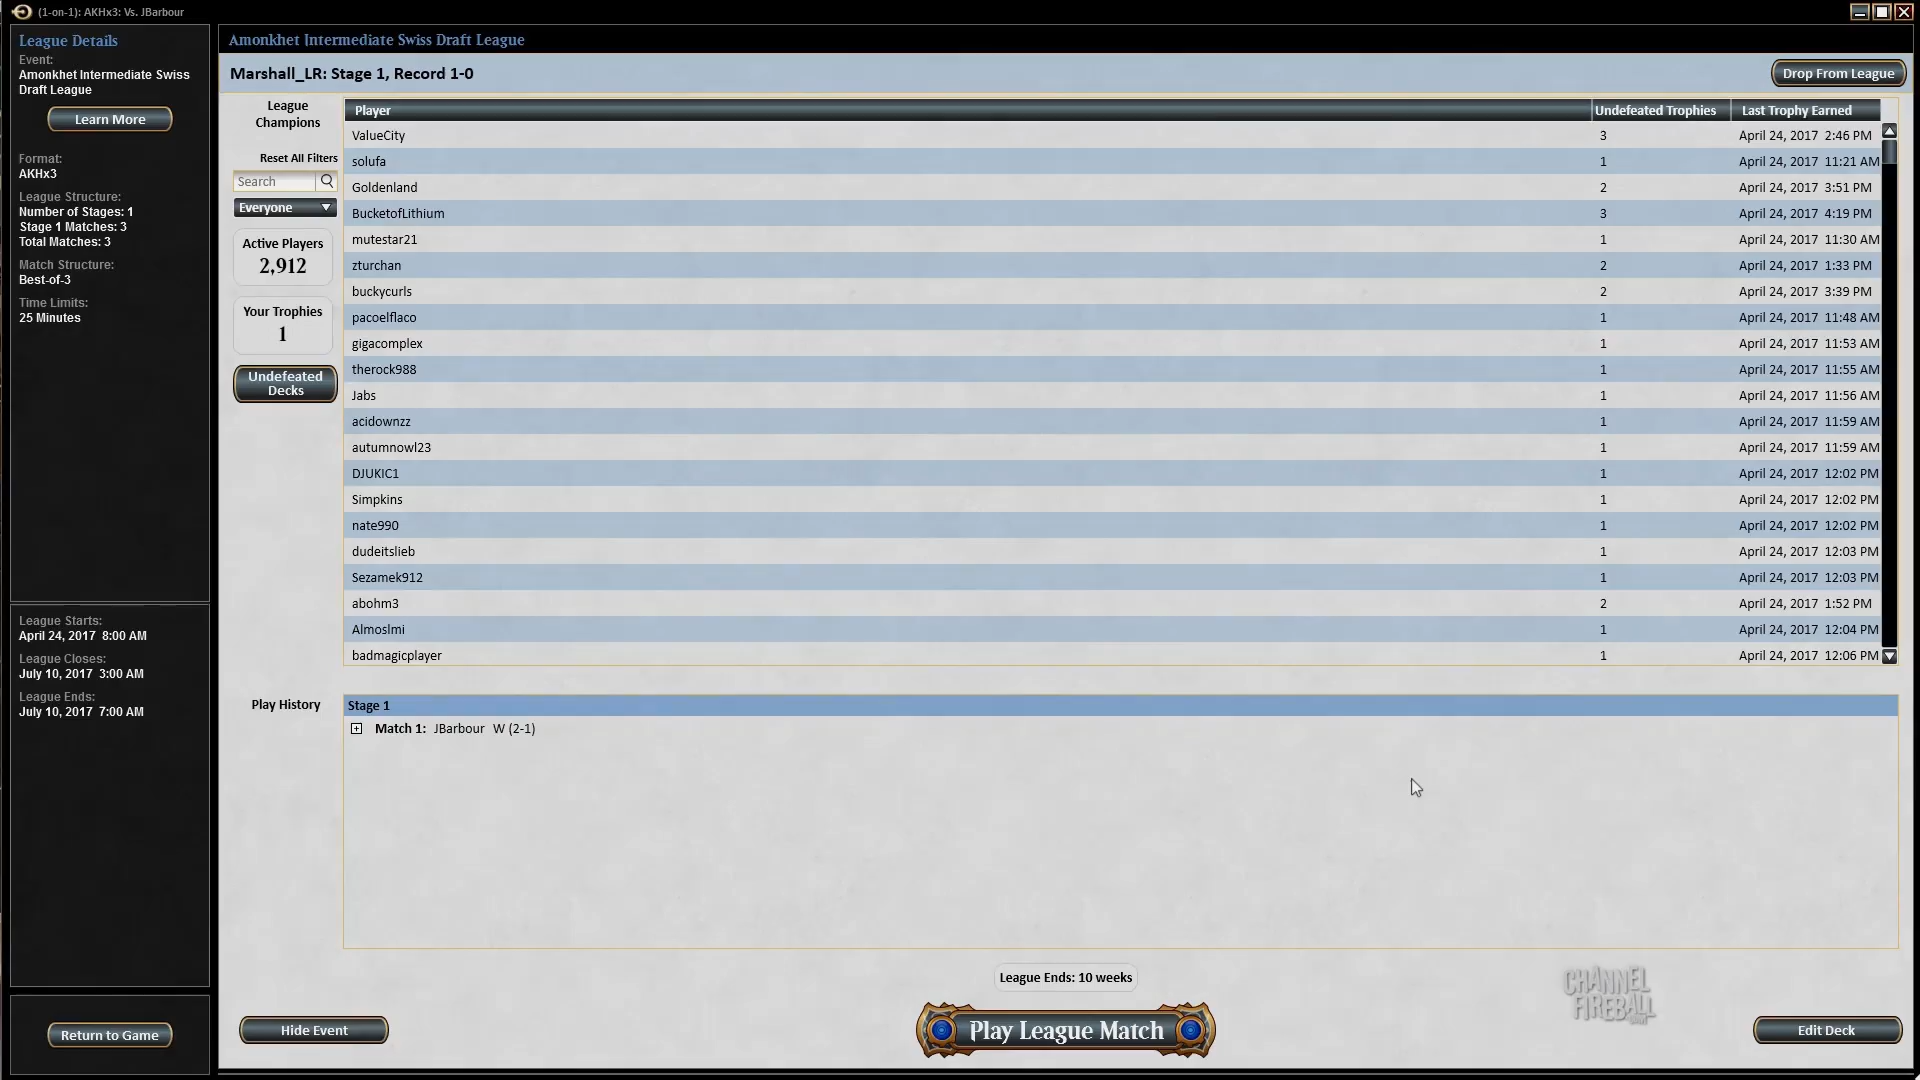 (1-on-1): AKHx3: Vs. JBarbour
League Details
Event:
Amonkhet Intermediate Swiss
Draft League
Learn More
Format:
AKHx3
League Structure:
Number of Stages: 1
Stage 1 Matches: 3
Total Matches: 3
Match Structure:
Best-of-3
Time Limits:
25 Minutes
League Starts:
April 24, 2017 8:00 AM
League Closes:
July 10, 2017 3:00 AM
League Ends:
July 10, 2017 7:00 AM
Return to Game
Amonkhet Intermediate Swiss Draft League
Marshall_LR: Stage 1, Record 1-0
Drop From League
League
Champions
Reset All Filters
Search
Everyone
Active Players
2,912
Your Trophies
1
Undefeated
Decks
Player Undefeated Trophies Last Trophy Earned
ValueCity 3 April 24, 2017 2:46 PM
solufa 1 April 24, 2017 11:21 AM
Goldenland 2 April 24, 2017 3:51 PM
BucketofLithium 3 April 24, 2017 4:19 PM
mutestar21 1 April 24, 2017 11:30 AM
zturchan 2 April 24, 2017 1:33 PM
buckycurls 2 April 24, 2017 3:39 PM
pacoelflaco 1 April 24, 2017 11:48 AM
gigacomplex 1 April 24, 2017 11:53 AM
therock988 1 April 24, 2017 11:55 AM
Jabs 1 April 24, 2017 11:56 AM
acidownzz 1 April 24, 2017 11:59 AM
autumnowl23 1 April 24, 2017 11:59 AM
DJUKIC1 1 April 24, 2017 12:02 PM
Simpkins 1 April 24, 2017 12:02 PM
nate990 1 April 24, 2017 12:02 PM
dudeitslieb 1 April 24, 2017 12:03 PM
Sezamek912 1 April 24, 2017 12:03 PM
abohm3 2 April 24, 2017 1:52 PM
Almoslmi 1 April 24, 2017 12:04 PM
badmagicplayer 1 April 24, 2017 12:06 PM
Play History
Stage 1
Match 1: JBarbour W (2-1)
League Ends: 10 weeks
Hide Event
Play League Match
CHANNEL
FIREBALL
Edit Deck